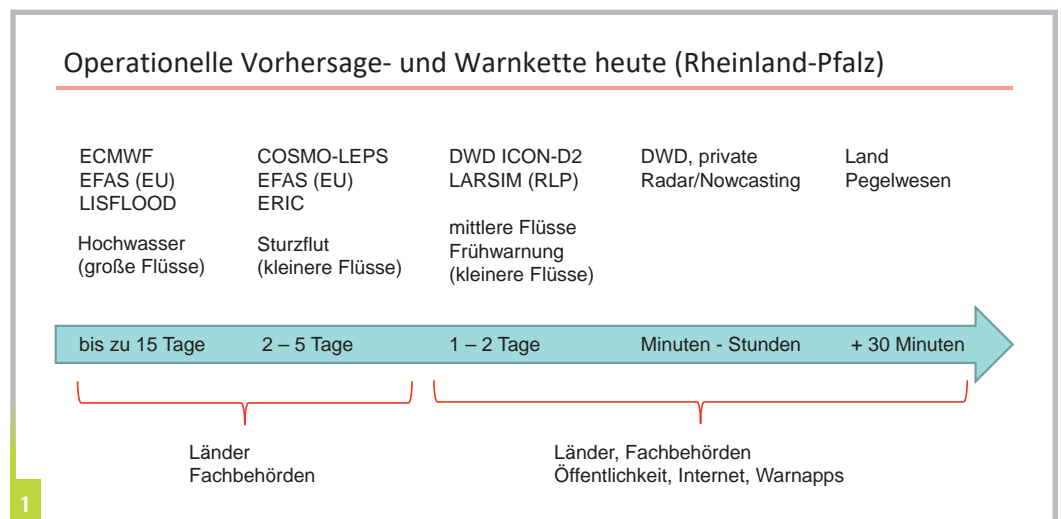 Operationelle Vorhersage- und Warnkette heute (Rheinland-Pfalz)
ECMWF
EFAS (EU)
LISFLOOD
Hochwasser
(große Flüsse)
COSMO-LEPS
EFAS (EU)
ERIC
Sturzflut
(kleinere Flüsse)
DWD ICON-D2
LARSIM (RLP)
mittlere Flüsse
Frühwarnung
(kleinere Flüsse)
DWD, private
Radar/Nowcasting
Land
Pegelwesen
bis zu 15 Tage
2 – 5 Tage
1 – 2 Tage
Minuten - Stunden
+ 30 Minuten
Länder
Fachbehörden
Länder, Fachbehörden
Öffentlichkeit, Internet, Warnapps
1